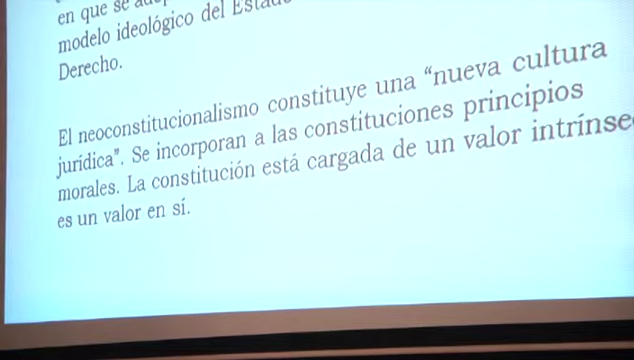 en que se
modelo ideológico del Estado
Derecho.
El neoconstitucionalismo constituye una “nueva cultura
jurídica”. Se incorporan a las constituciones principios
morales. La constitución está cargada de un valor
es un valor en sí.